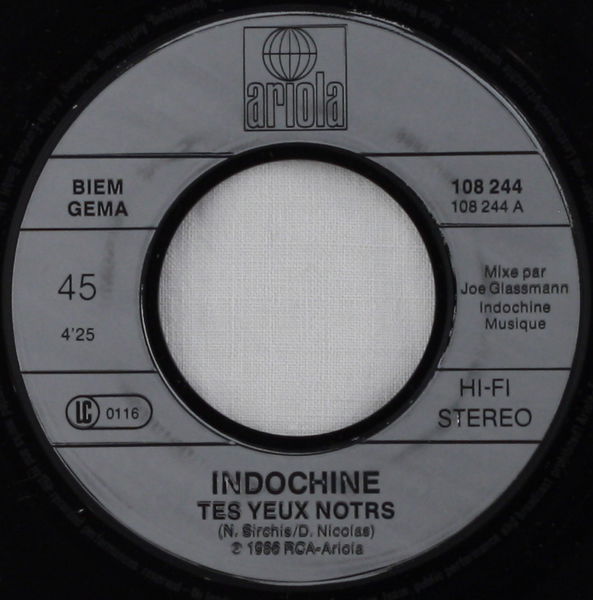 ariola
BIEM
GEMA
108 244
108 244 A
45
4'25
Mixe par
Joe Glassmann
Indochine
Musique
LC 0116
HI-FI
STEREO
INDOCHINE
TES YEUX NOTRS
(N. Sirchis/D. Nicolas)
℗ 1986 RCA-Ariola